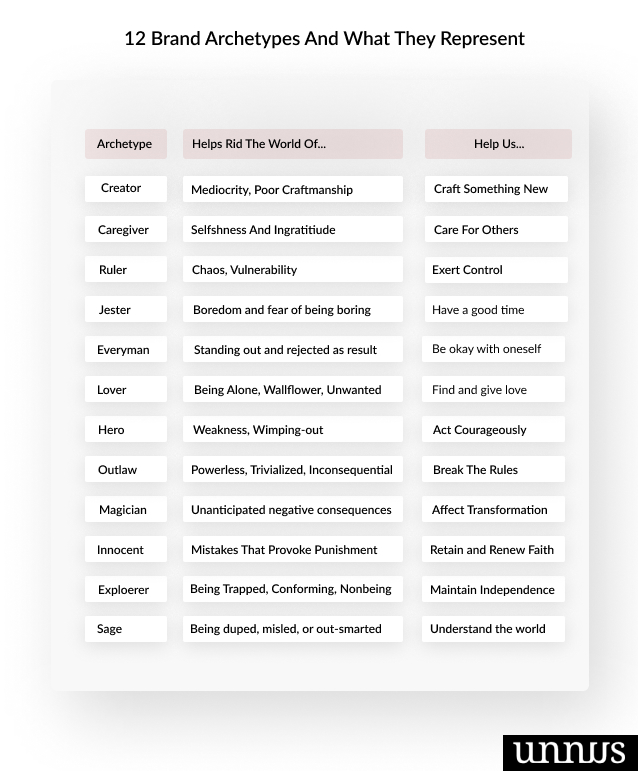 12 Brand Archetypes And What They Represent
Archetype Helps Rid The World Of... Help Us...
Creator Mediocrity, Poor Craftmanship Craft Something New
Caregiver Selfshness And Ingratitude Care For Others
Ruler Chaos, Vulnerability Exert Control
Jester Boredom and fear of being boring Have a good time
Everyman Standing out and rejected as result Be okay with oneself
Lover Being Alone, Wallflower, Unwanted Find and give love
Hero Weakness, Wimping-out Act Courageously
Outlaw Powerless, Trivialized, Inconsequential Break The Rules
Magician Unanticipated negative consequences Affect Transformation
Innocent Mistakes That Provoke Punishment Retain and Renew Faith
Exploerer Being Trapped, Conforming, Nonbeing Maintain Independence
Sage Being duped, misled, or out-smarted Understand the world
unnus